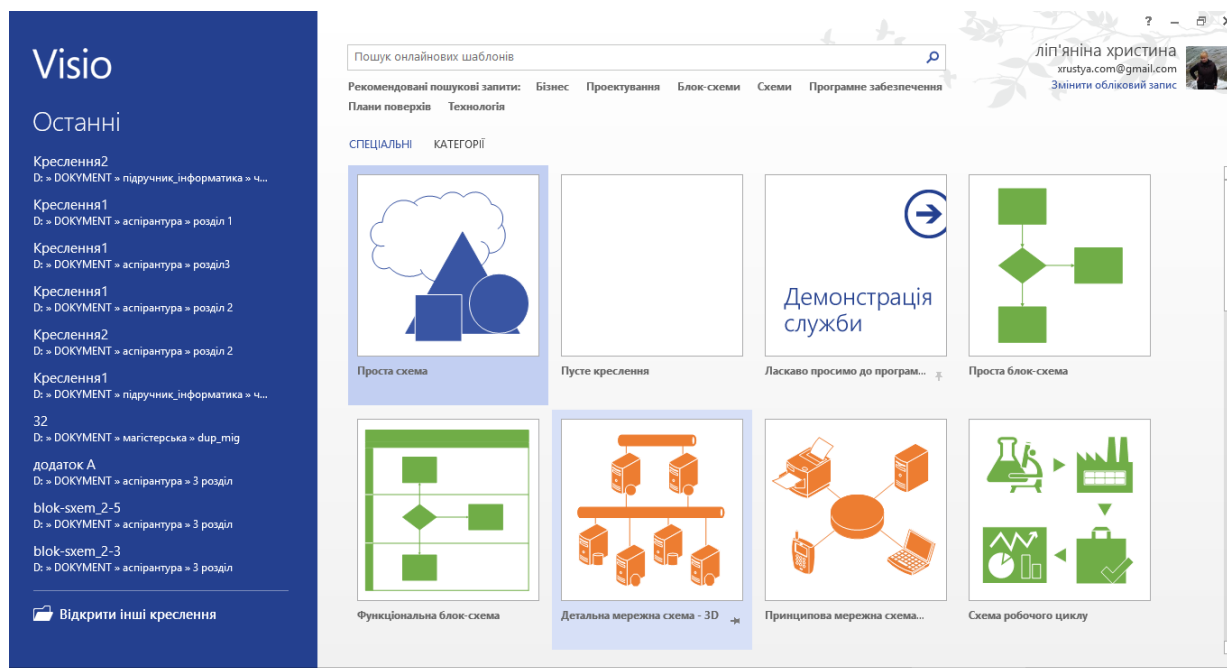 Visio
Останні
Креслення2
D: » DOKYMENT » підручник_інформатика » ч...
Креслення1
D: » DOKYMENT » аспірантура » розділ 1
Креслення1
D: » DOKYMENT » аспірантура » розділ3
Креслення1
D: » DOKYMENT » аспірантура » розділ 2
Креслення2
D: » DOKYMENT » аспірантура » розділ 2
Креслення1
D: » DOKYMENT » підручник_інформатика » ч...
32
D: » DOKYMENT » магістерська » dup_mig
додаток А
D: » DOKYMENT » аспірантура » 3 розділ
blok-sxem_2-5
D: » DOKYMENT » аспірантура » 3 розділ
blok-sxem_2-3
D: » DOKYMENT » аспірантура » 3 розділ
Відкрити інші креслення
?
ліп'яніна христина
xrustya.com@gmail.com
Змінити обліковий запис
Пошук онлайнових шаблонів
Рекомендовані пошукові запити: Бізнес Проектування Блок-схеми Схеми Програмне забезпечення
Плани поверхів Технологія
СПЕЦІАЛЬНІ КАТЕГОРІЇ
Демонстрація
служби
Проста схема Пусте креслення Ласкаво просимо до програм... Проста блок-схема
Функціональна блок-схема Детальна мережна схема - 3D Принципова мережна схема... Схема робочого циклу